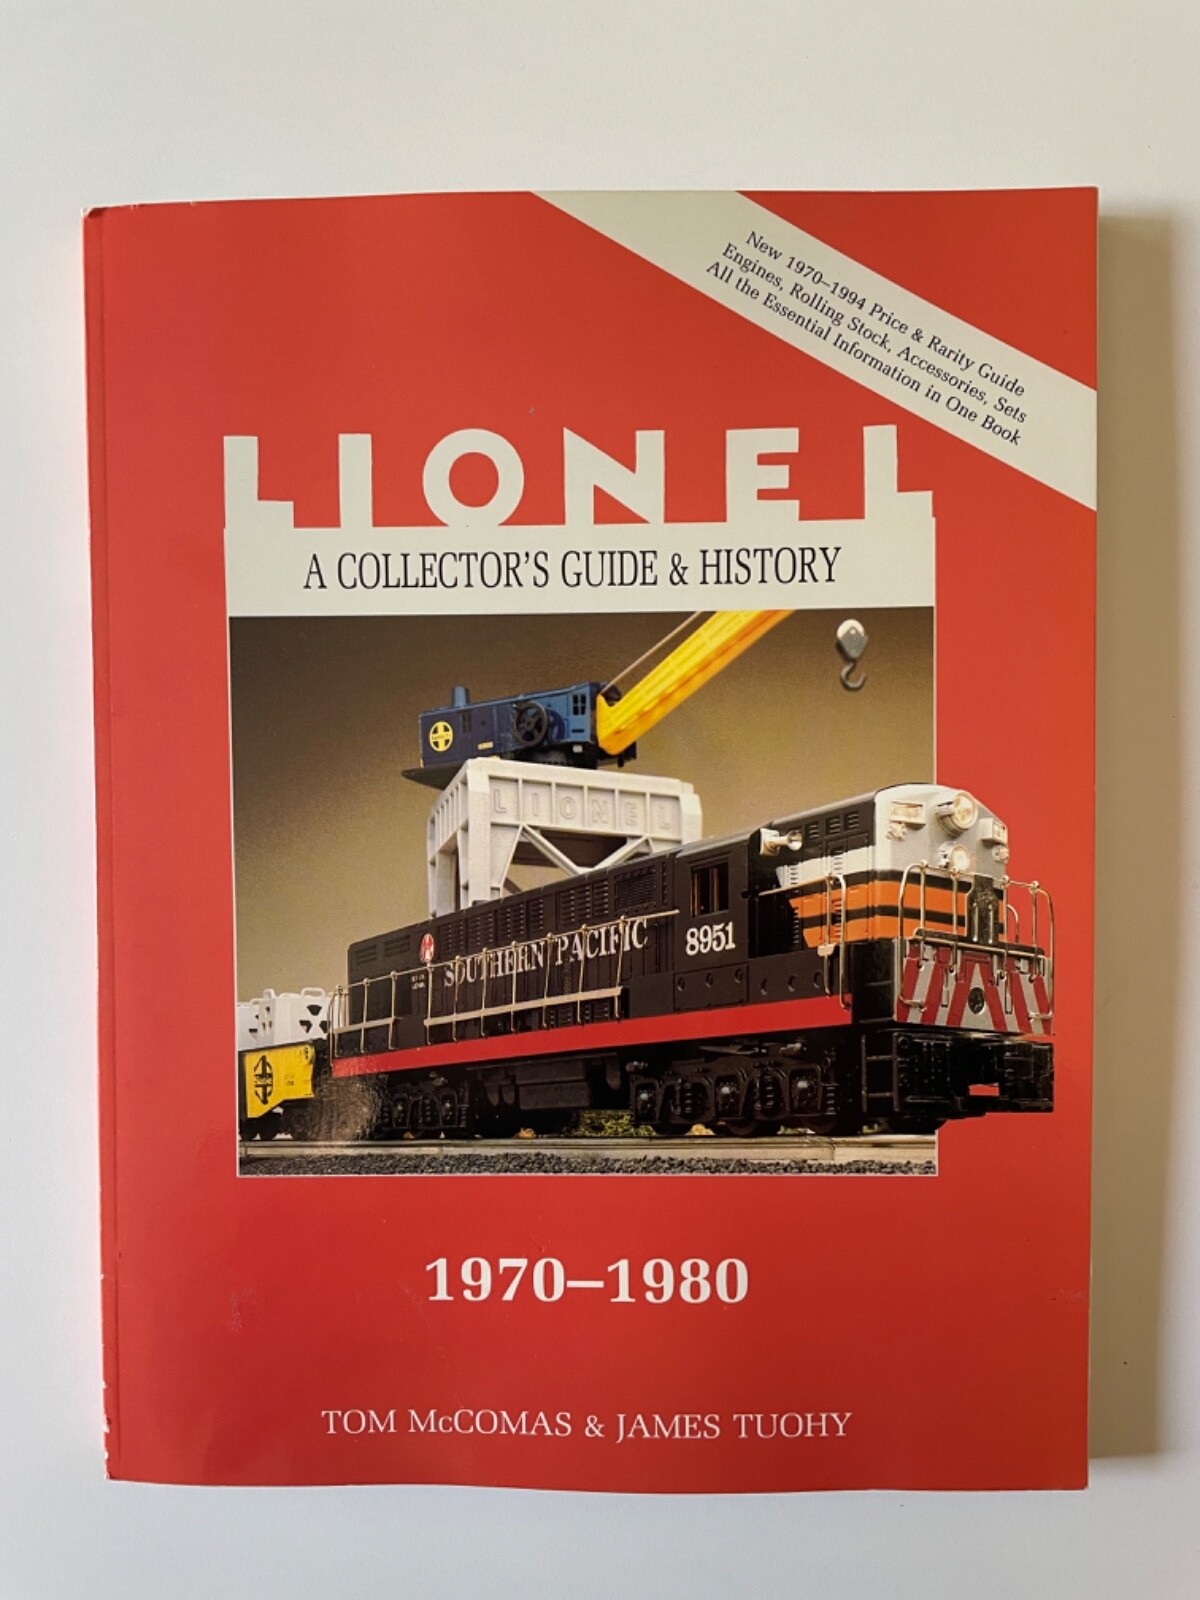 New 1970–1994 Price & Rarity Guide
Engines, Rolling Stock, Accessories, Sets
All the Essential Information in One Book
LIONEL
A COLLECTOR'S GUIDE & HISTORY
LIONEL
SOUTHERN PACIFIC
8951
1970–1980
TOM McCOMAS & JAMES TUOHY